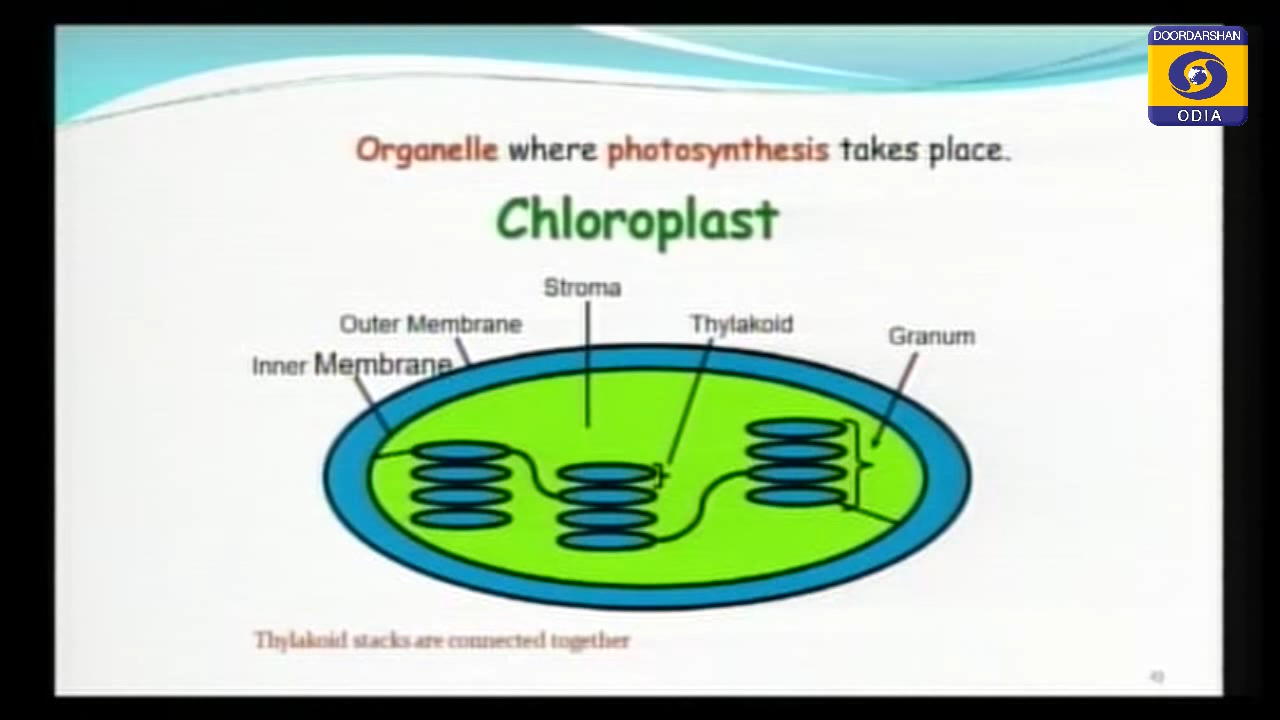 DOORDARSHAN
ODIA
Organelle where photosynthesis takes place.
Chloroplast
Stroma
Outer Membrane
Thylakoid
Granum
Inner Membrane
Thylakoid stacks are connected together